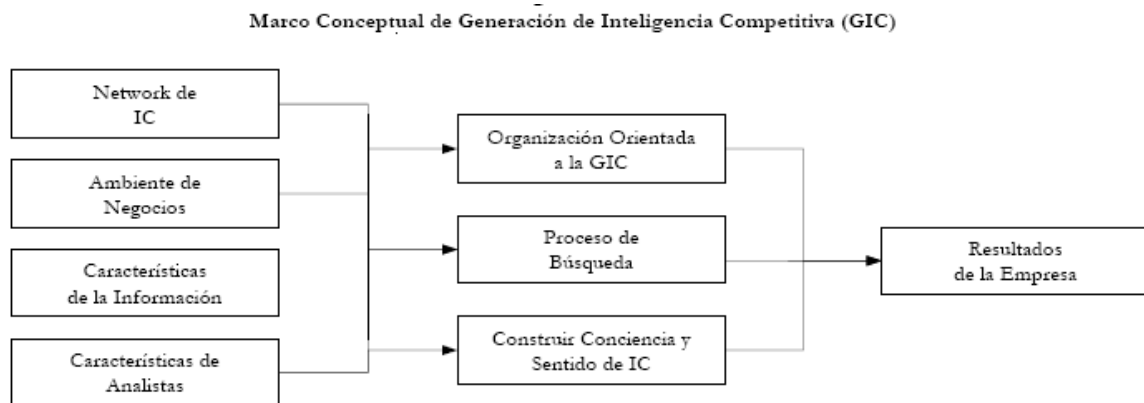 Marco Conceptual de Generación de Inteligencia Competitiva (GIC)
Network de
IC
Ambiente de
Negocios
Características
de la Información
Características de
Analistas
Organización Orientada
a la GIC
Proceso de
Búsqueda
Construir Conciencia y
Sentido de IC
Resultados
de la Empresa